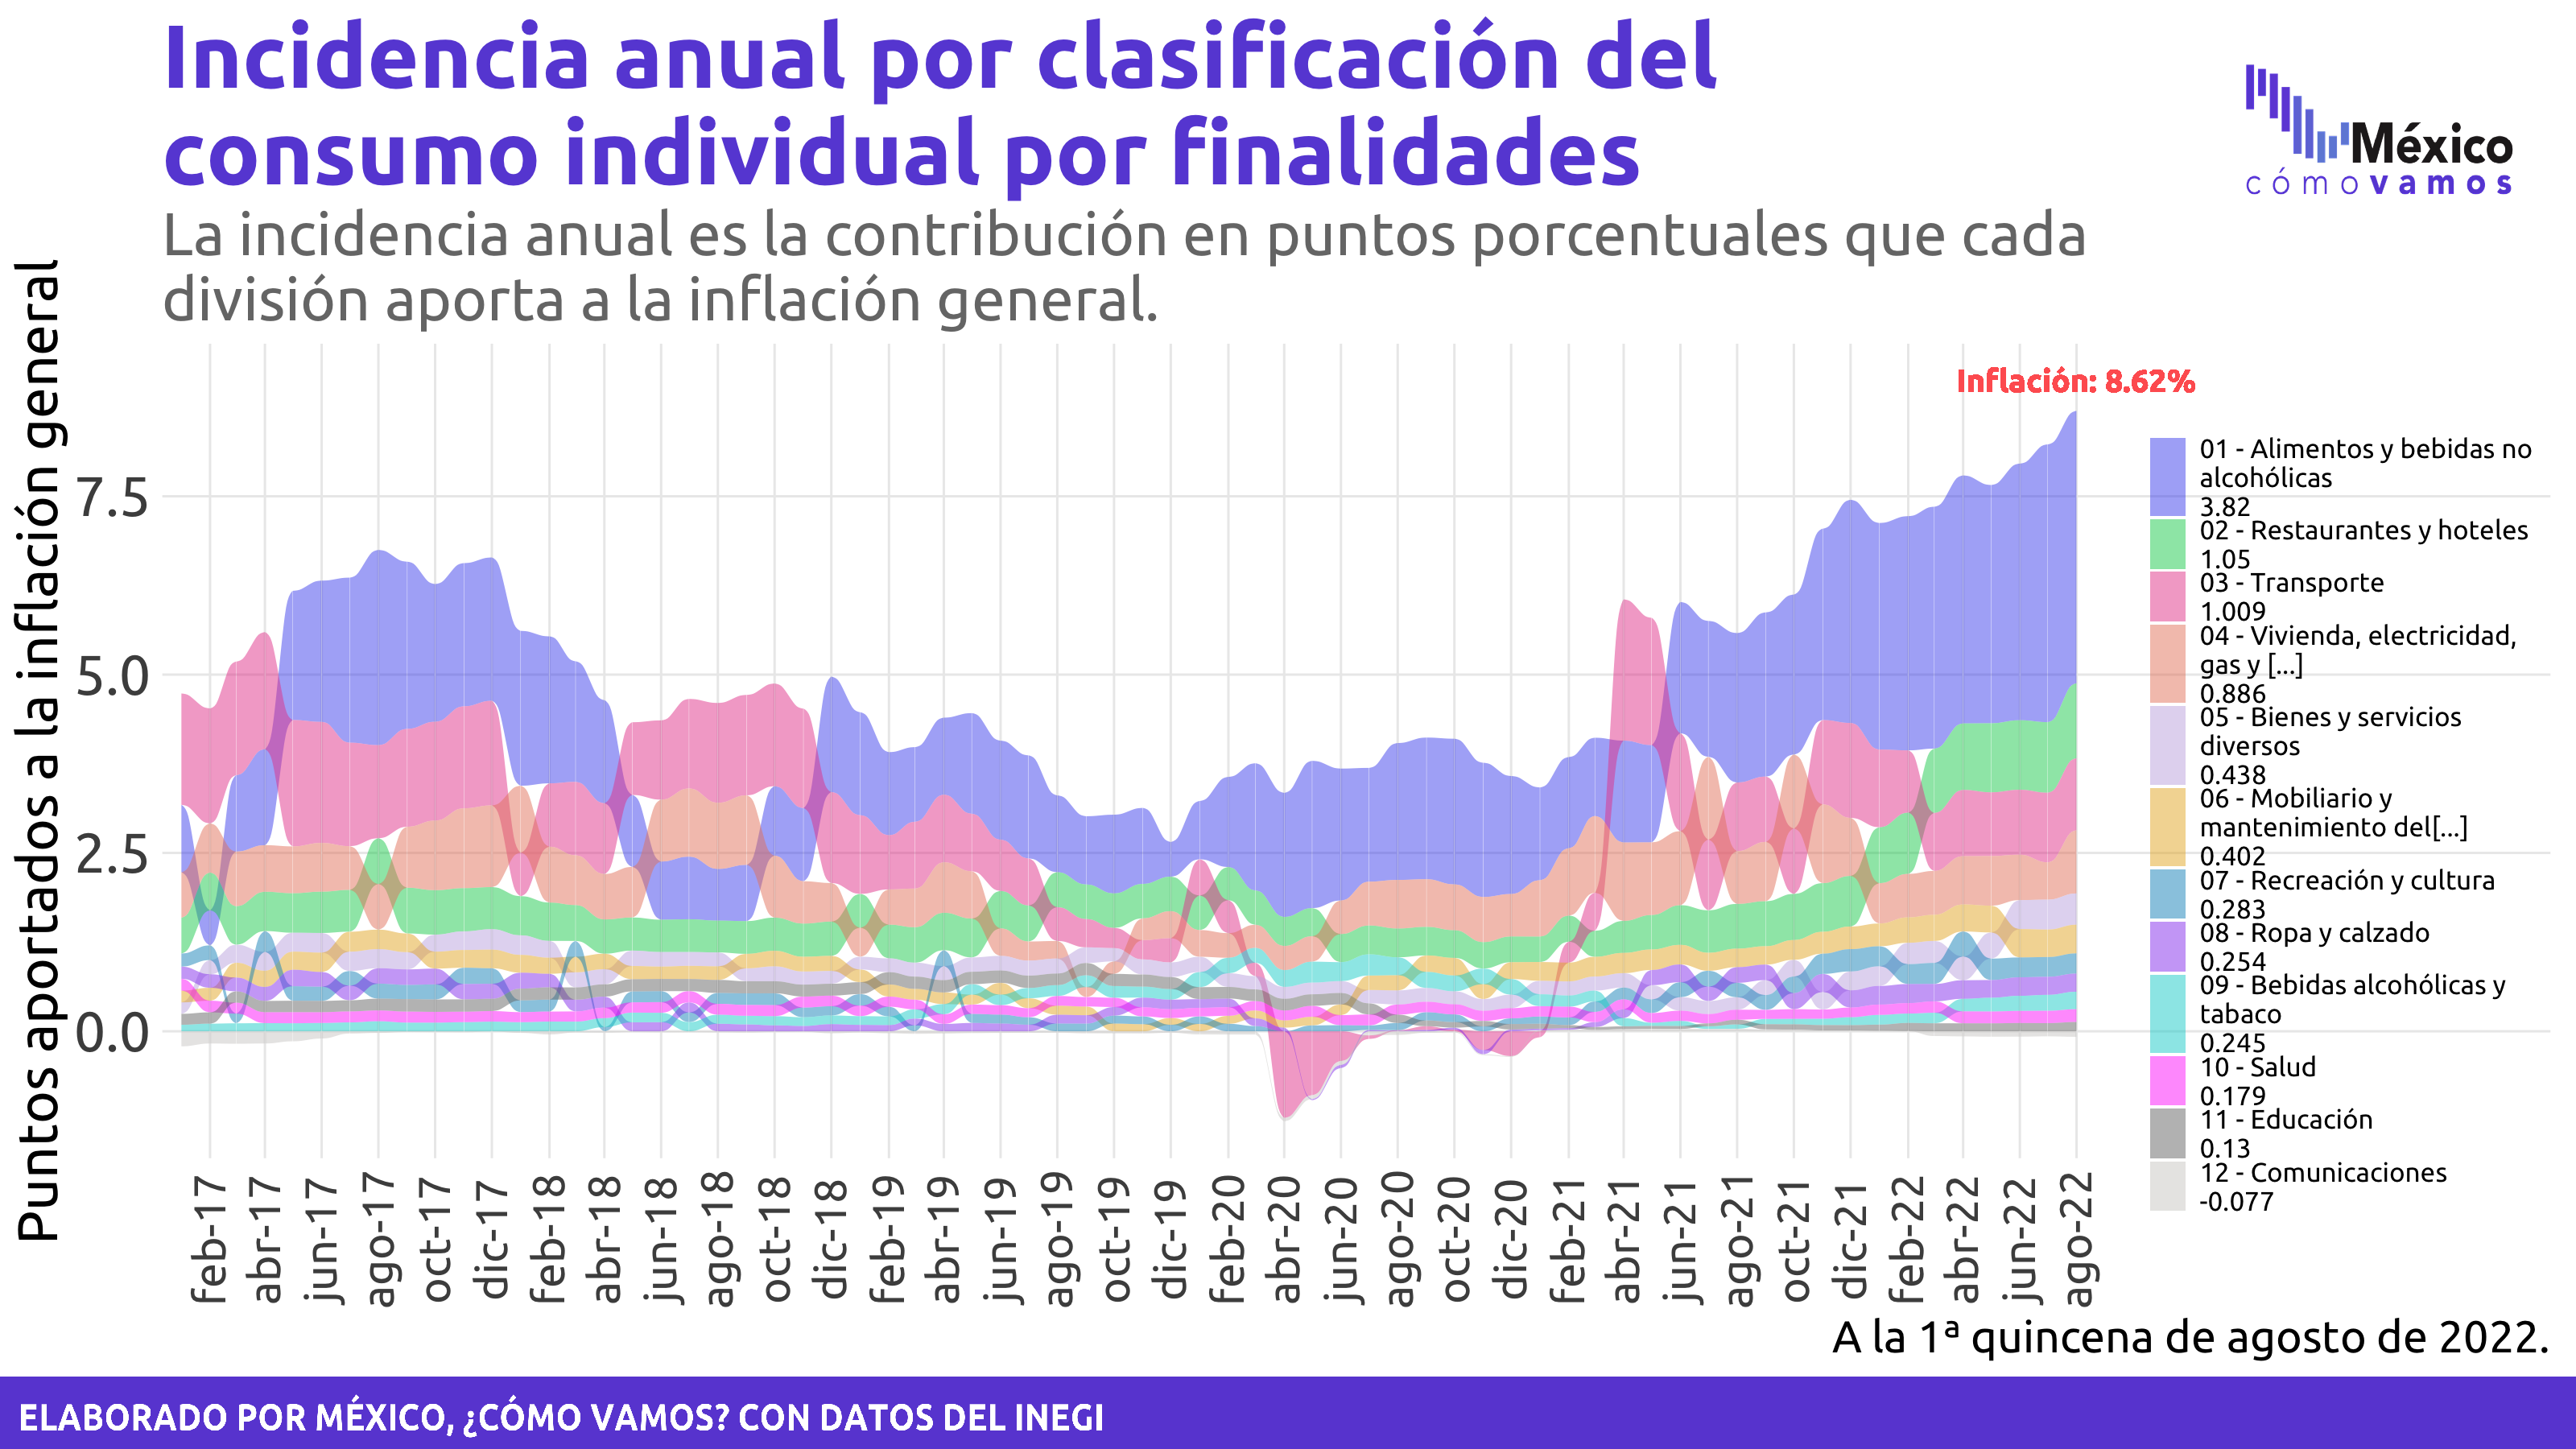 Incidencia anual por clasificación del
consumo individual por finalidades
La incidencia anual es la contribución en puntos porcentuales que cada
división aporta a la inflación general.
México
cómovamos
Puntos aportados a la inflación general
7.5
5.0
2.5
0.0
Inflación: 8.62%
01 - Alimentos y bebidas no
alcohólicas
3.82
02 - Restaurantes y hoteles
1.05
03 - Transporte
1.009
04 - Vivienda, electricidad,
gas y [...]
0.886
05 - Bienes y servicios
diversos
0.438
06 - Mobiliario y
mantenimiento del[...]
0.402
07 - Recreación y cultura
0.283
08 - Ropa y calzado
0.254
09 - Bebidas alcohólicas y
tabaco
0.245
10 - Salud
0.179
11 - Educación
0.13
12 - Comunicaciones
-0.077
feb-17
abr-17
jun-17
ago-17
oct-17
dic-17
feb-18
abr-18
jun-18
ago-18
oct-18
dic-18
feb-19
abr-19
jun-19
ago-19
oct-19
dic-19
feb-20
abr-20
jun-20
ago-20
oct-20
dic-20
feb-21
abr-21
jun-21
ago-21
oct-21
dic-21
feb-22
abr-22
jun-22
ago-22
A la 1ª quincena de agosto de 2022.
ELABORADO POR MÉXICO, ¿CÓMO VAMOS? CON DATOS DEL INEGI